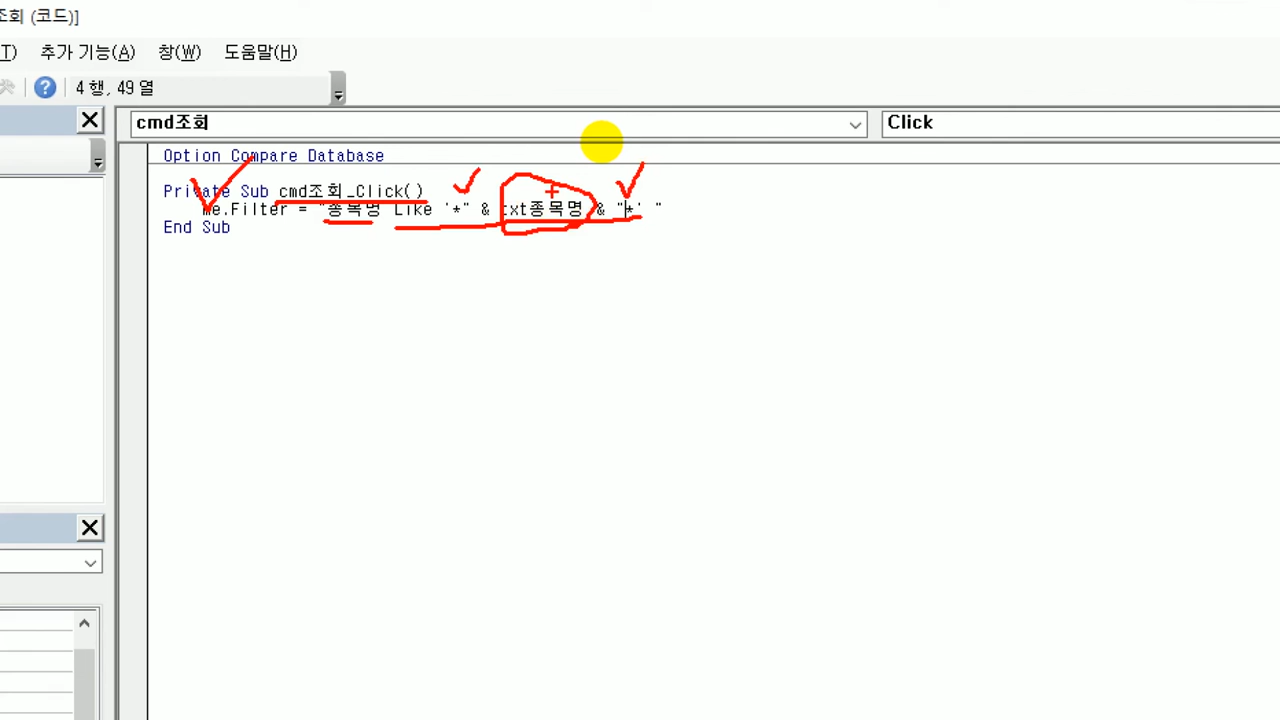 조회 (코드)]
T) 추가 기능(A) 창(W) 도움말(H)
4 행, 49 열
cmd조회 Click
Option Compare Database
Private Sub cmd조회_Click()
me.Filter = "종목명 Like '*" & txt종목명 & "*' "
End Sub